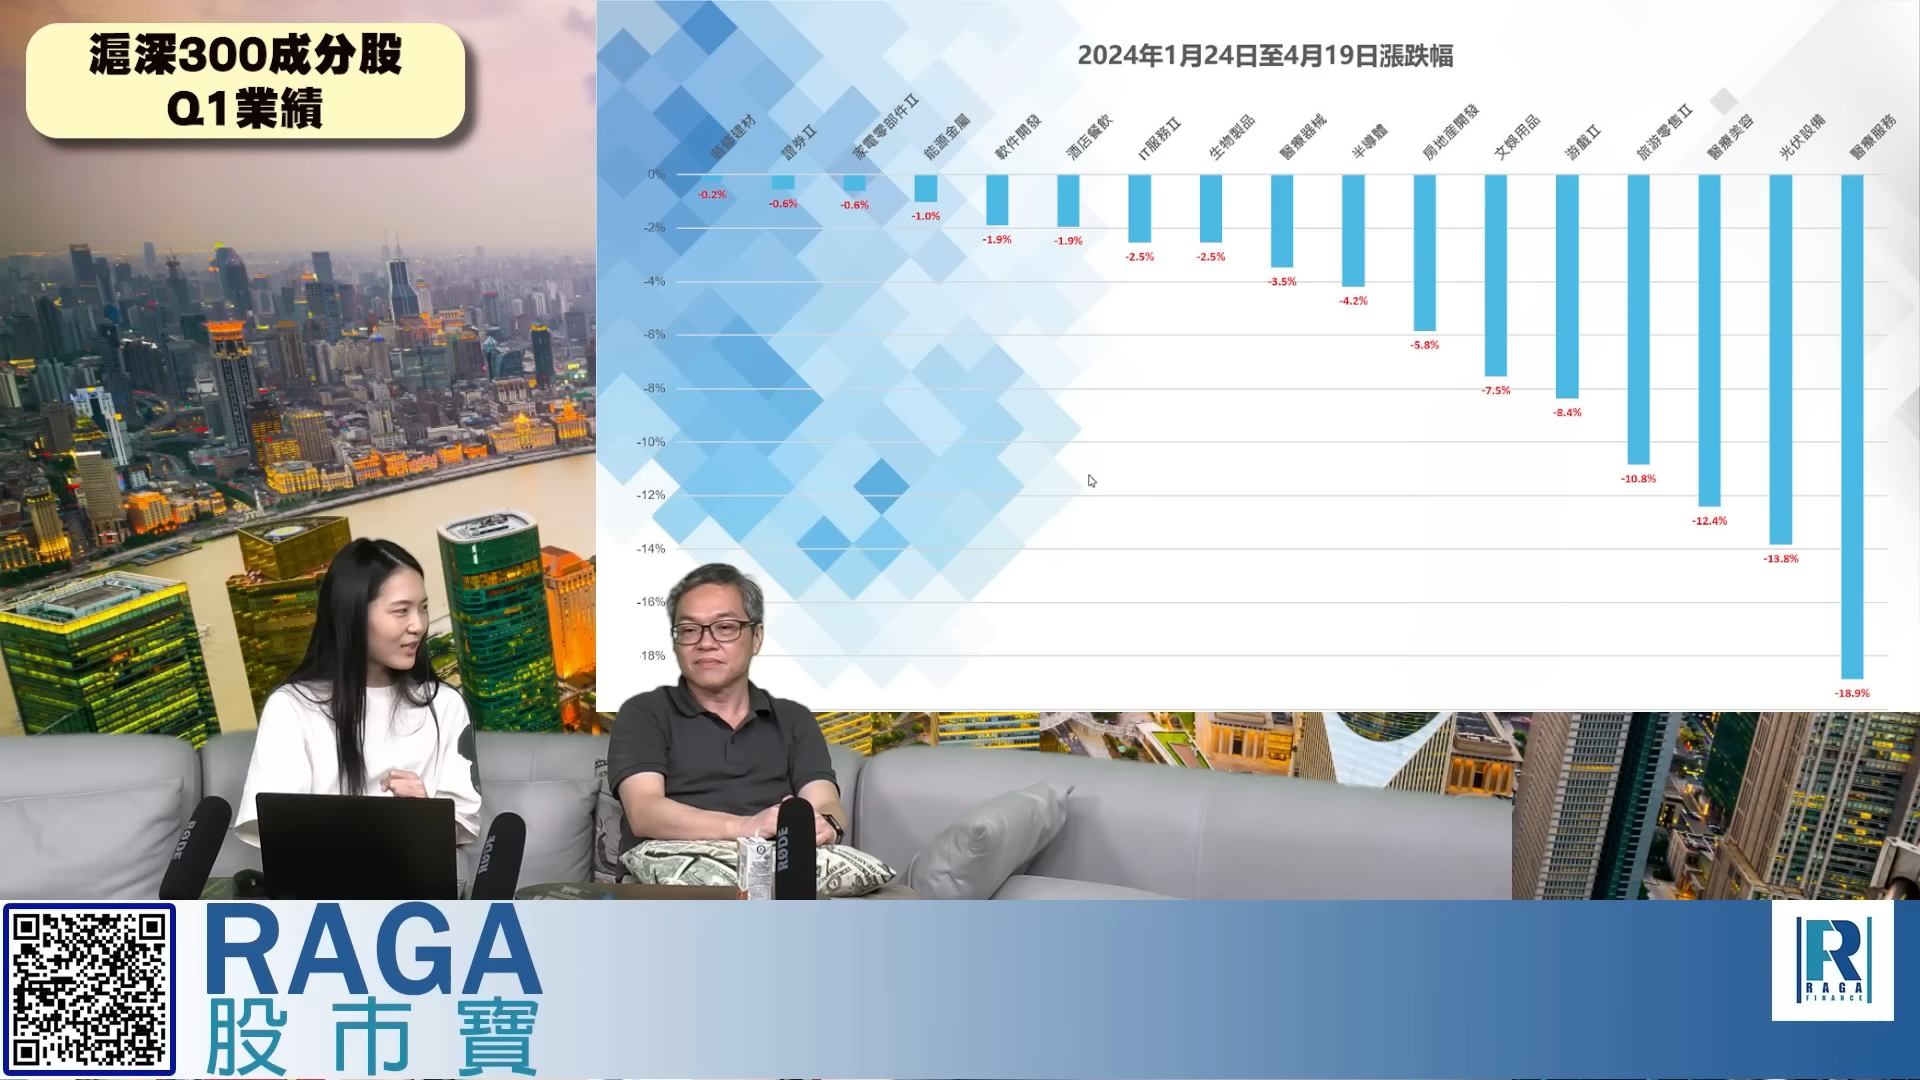 滬深300成分股
Q1業績
2024年1月24日至4月19日漲跌幅
裝修建材
證券Ⅱ
家電零部件Ⅱ
能源金屬
軟件開發
酒店餐飲
IT服務Ⅱ
生物製品
醫療器械
半導體
房地産開發
文娛用品
游戲Ⅱ
旅游零售Ⅱ
醫療美容
光伏設備
醫療服務
0%
-2%
-4%
-6%
-8%
-10%
-12%
-14%
-16%
-18%
-0.2%
-0.6%
-0.6%
-1.0%
-1.9%
-1.9%
-2.5%
-2.5%
-3.5%
-4.2%
-5.8%
-7.5%
-8.4%
-10.8%
-12.4%
-13.8%
-18.9%
RØDE
RØDE
RØDE
RAGA
股市寶
R
RAGA
FINANCE